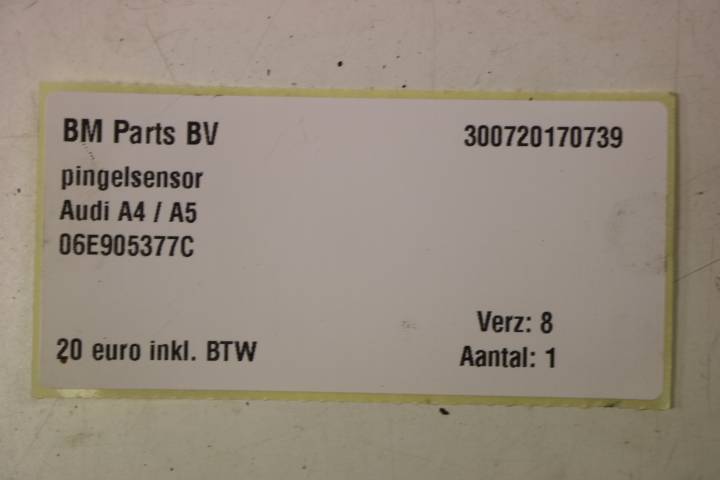 BM Parts BV 300720170739
pingelsensor
Audi A4 / A5
06E905377C
Verz: 8
20 euro inkl. BTW Aantal: 1